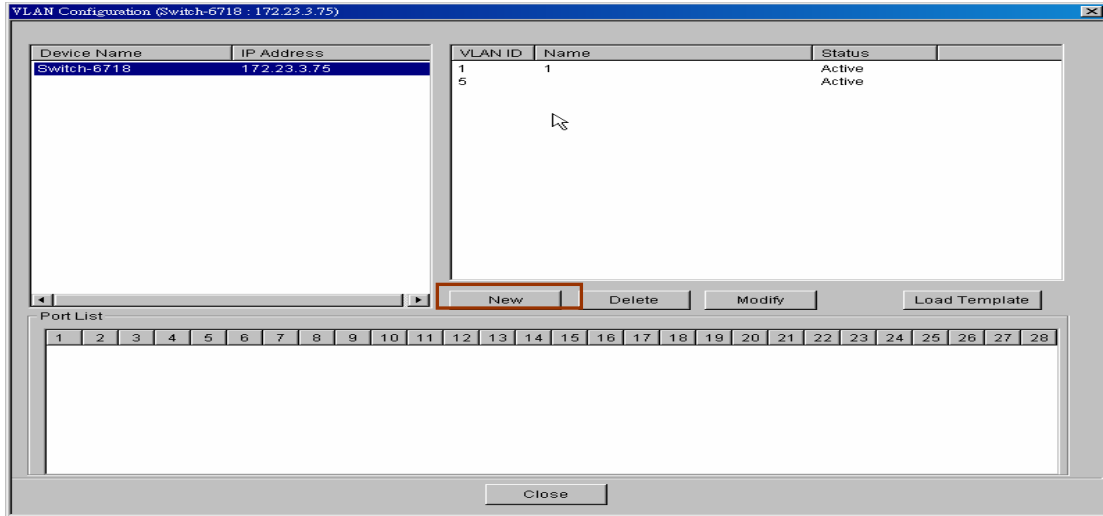 VLAN Configuration (Switch-6718 : 172.23.3.75)
Device Name IP Address
Switch-6718 172.23.3.75
VLAN ID Name Status
1 1 Active
5 Active
New Delete Modify Load Template
Port List
1 2 3 4 5 6 7 8 9 10 11 12 13 14 15 16 17 18 19 20 21 22 23 24 25 26 27 28
Close